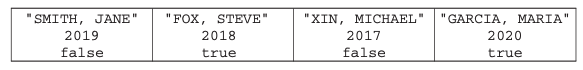 "SMITH, JANE" "FOX, STEVE" "XIN, MICHAEL" "GARCIA, MARIA"
2019 2018 2017 2020
false true false true